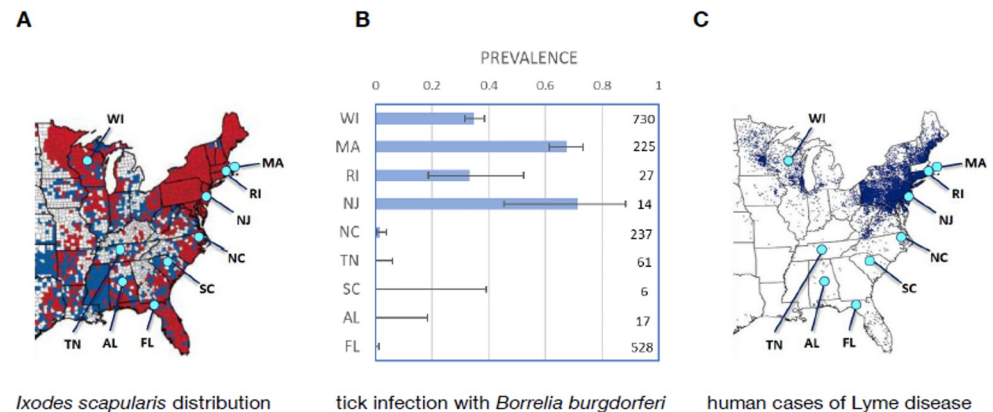 A
B
C
PREVALENCE
0 0.2 0.4 0.6 0.8 1
WI
MA
RI
NJ
NC
SC
TN AL FL
WI 730
MA 225
RI 27
NJ 14
NC 237
TN 61
SC 6
AL 17
FL 528
WI
MA
RI
NJ
NC
SC
TN AL FL
Ixodes scapularis distribution
tick infection with Borrelia burgdorferi
human cases of Lyme disease